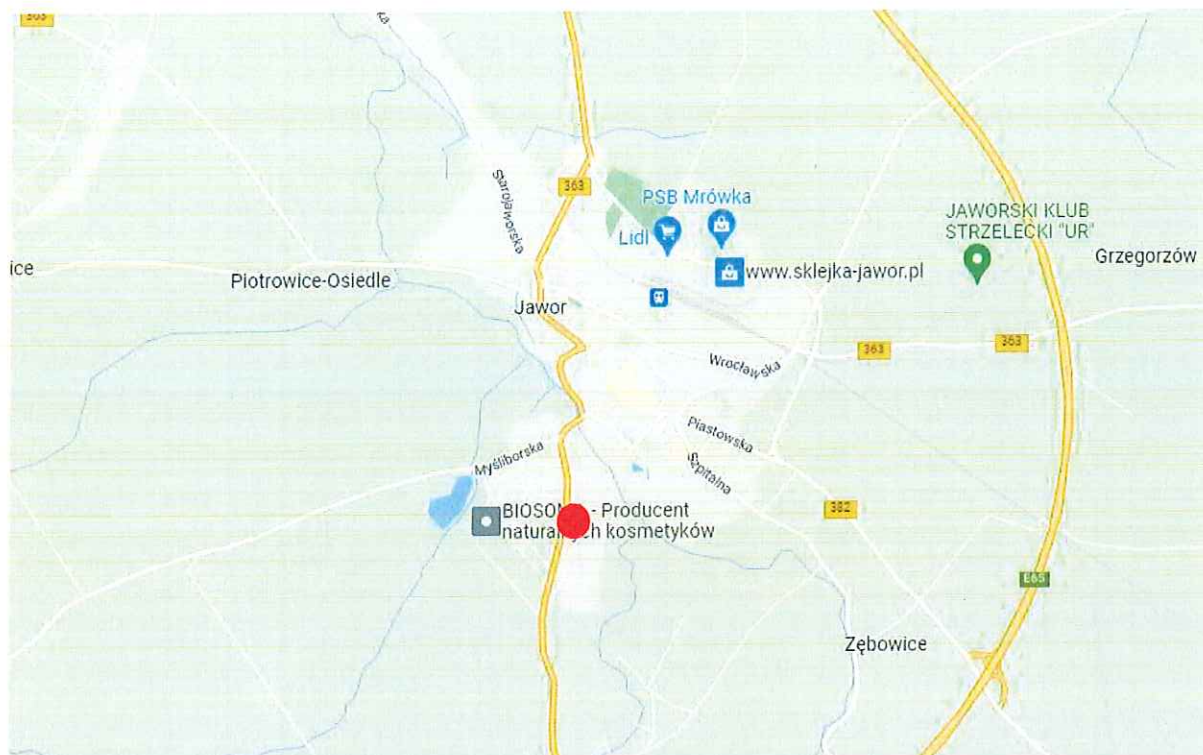 363
Starojaworska
363
PSB Mrówka
Lidl
JAWORSKI KLUB
STRZELECKI "UR"
Grzegorzów
ice
Piotrowice-Osiedle
www.sklejka-jawor.pl
Jawor
363
363
Wrocławska
Piastowska
Myśliborska
Szpitalna
- Producent
kosmetyków
382
E65
Zębowice